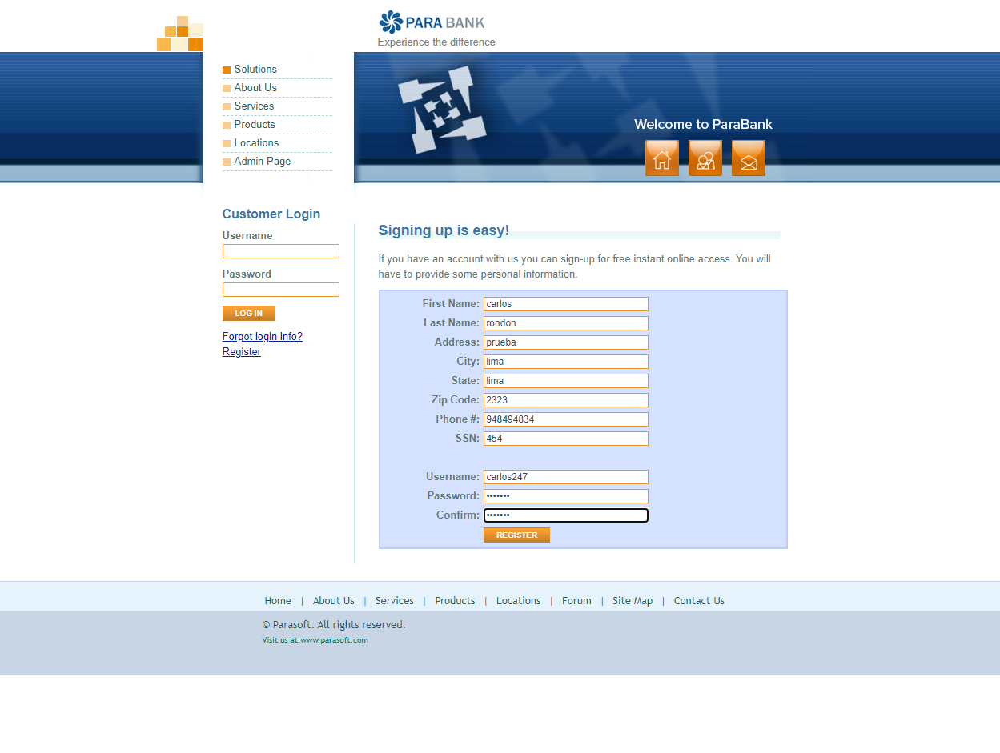 PARA BANK
Experience the difference
Solutions
About Us
Services
Products
Locations
Admin Page
Welcome to ParaBank
Customer Login
Username
Password
LOG IN
Forgot login info?
Register
Signing up is easy!
If you have an account with us you can sign-up for free instant online access. You will
have to provide some personal information.
First Name: carlos
Last Name: rondon
Address: prueba
City: lima
State: lima
Zip Code: 2323
Phone #: 948494834
SSN: 454
Username: carlos247
Password: •••••••
Confirm: •••••••
REGISTER
Home | About Us | Services | Products | Locations | Forum | Site Map | Contact Us
© Parasoft. All rights reserved.
Visit us at:www.parasoft.com